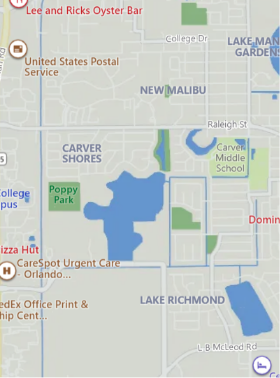 Lee and Ricks Oyster Bar
College Dr
LAKE MAN
GARDENS
United States Postal
Service
NEW MALIBU
Raleigh St
CARVER
SHORES
Carver
Middle
School
Poppy
Park
College
pus
Domin
izza Hut
CareSpot Urgent Care
- Orlando...
edEx Office Print &
hip Cent...
LAKE RICHMOND
L B McLeod Rd